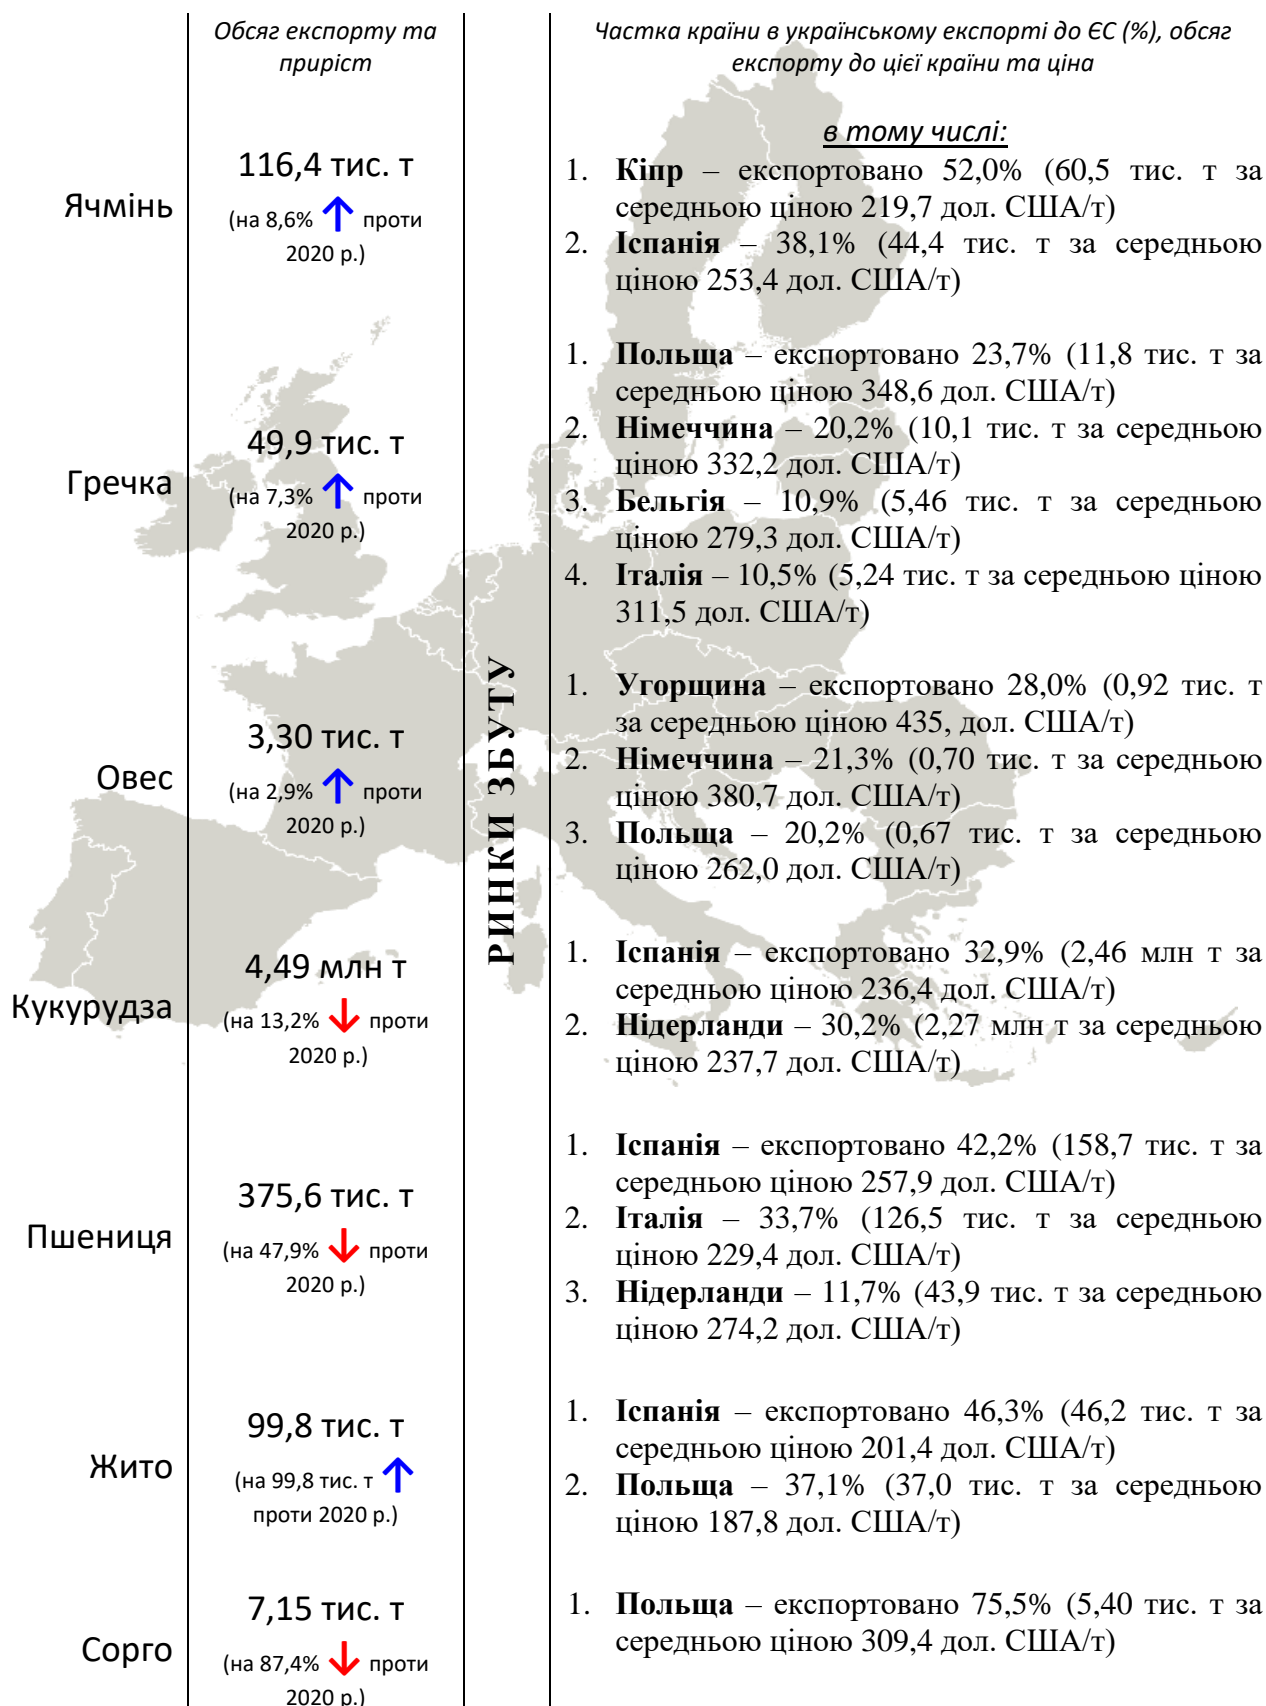 Обсяг експорту та
приріст
Частка країни в українському експорті до ЄС (%), обсяг
експорту до цієї країни та ціна
в тому числі:
РИНКИ ЗБУТУ
Ячмінь
116,4 тис. т
(на 8,6% ↑ проти
2020 р.)
1. Кіпр – експортовано 52,0% (60,5 тис. т за
середньою ціною 219,7 дол. США/т)
2. Іспанія – 38,1% (44,4 тис. т за середньою
ціною 253,4 дол. США/т)
Гречка
49,9 тис. т
(на 7,3% ↑ проти
2020 р.)
1. Польща – експортовано 23,7% (11,8 тис. т за
середньою ціною 348,6 дол. США/т)
2. Німеччина – 20,2% (10,1 тис. т за середньою
ціною 332,2 дол. США/т)
3. Бельгія – 10,9% (5,46 тис. т за середньою
ціною 279,3 дол. США/т)
4. Італія – 10,5% (5,24 тис. т за середньою ціною
311,5 дол. США/т)
Овес
3,30 тис. т
(на 2,9% ↑ проти
2020 р.)
1. Угорщина – експортовано 28,0% (0,92 тис. т
за середньою ціною 435, дол. США/т)
2. Німеччина – 21,3% (0,70 тис. т за середньою
ціною 380,7 дол. США/т)
3. Польща – 20,2% (0,67 тис. т за середньою
ціною 262,0 дол. США/т)
Кукурудза
4,49 млн т
(на 13,2% ↓ проти
2020 р.)
1. Іспанія – експортовано 32,9% (2,46 млн т за
середньою ціною 236,4 дол. США/т)
2. Нідерланди – 30,2% (2,27 млн т за середньою
ціною 237,7 дол. США/т)
Пшениця
375,6 тис. т
(на 47,9% ↓ проти
2020 р.)
1. Іспанія – експортовано 42,2% (158,7 тис. т за
середньою ціною 257,9 дол. США/т)
2. Італія – 33,7% (126,5 тис. т за середньою
ціною 229,4 дол. США/т)
3. Нідерланди – 11,7% (43,9 тис. т за середньою
ціною 274,2 дол. США/т)
Жито
99,8 тис. т
(на 99,8 тис. т ↑
проти 2020 р.)
1. Іспанія – експортовано 46,3% (46,2 тис. т за
середньою ціною 201,4 дол. США/т)
2. Польща – 37,1% (37,0 тис. т за середньою
ціною 187,8 дол. США/т)
Сорго
7,15 тис. т
(на 87,4% ↓ проти
2020 р.)
1. Польща – експортовано 75,5% (5,40 тис. т за
середньою ціною 309,4 дол. США/т)